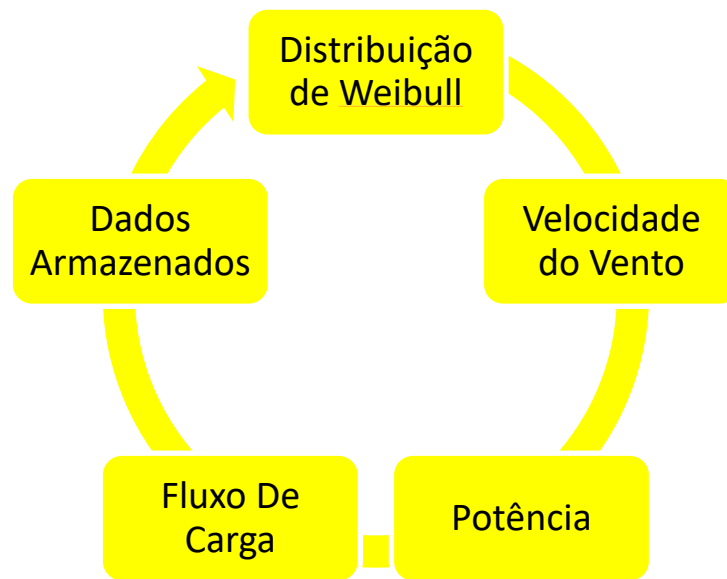 Distribuição
de Weibull
Velocidade
do Vento
Potência
Fluxo De
Carga
Dados
Armazenados